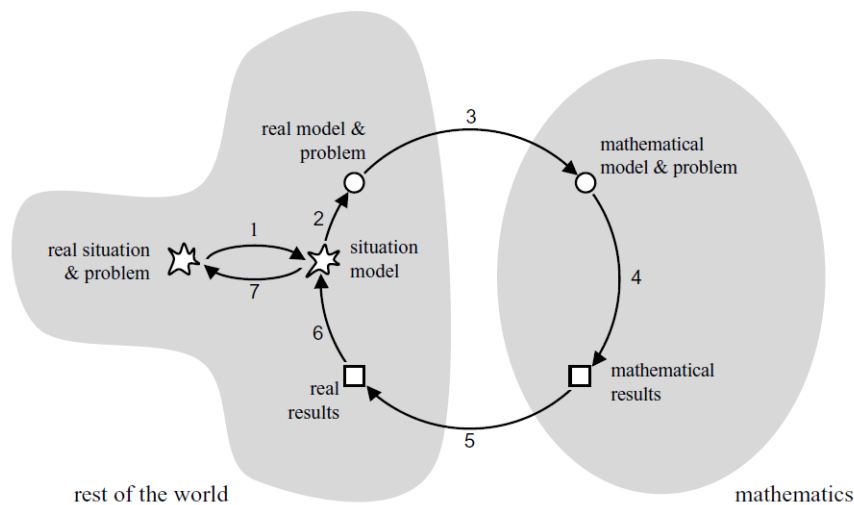 3
real model &
problem
mathematical
model & problem
2
1
real situation
& problem
situation
model
7
4
6
real
results
mathematical
results
5
rest of the world
mathematics